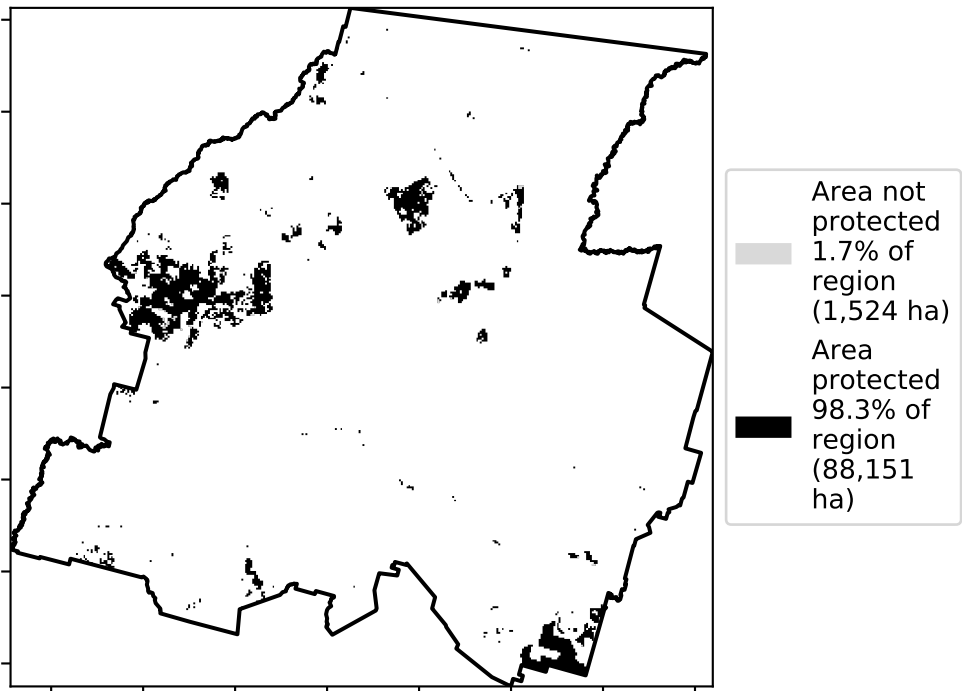 Area not
protected
1.7% of
region
(1,524 ha)
Area
protected
98.3% of
region
(88,151
ha)